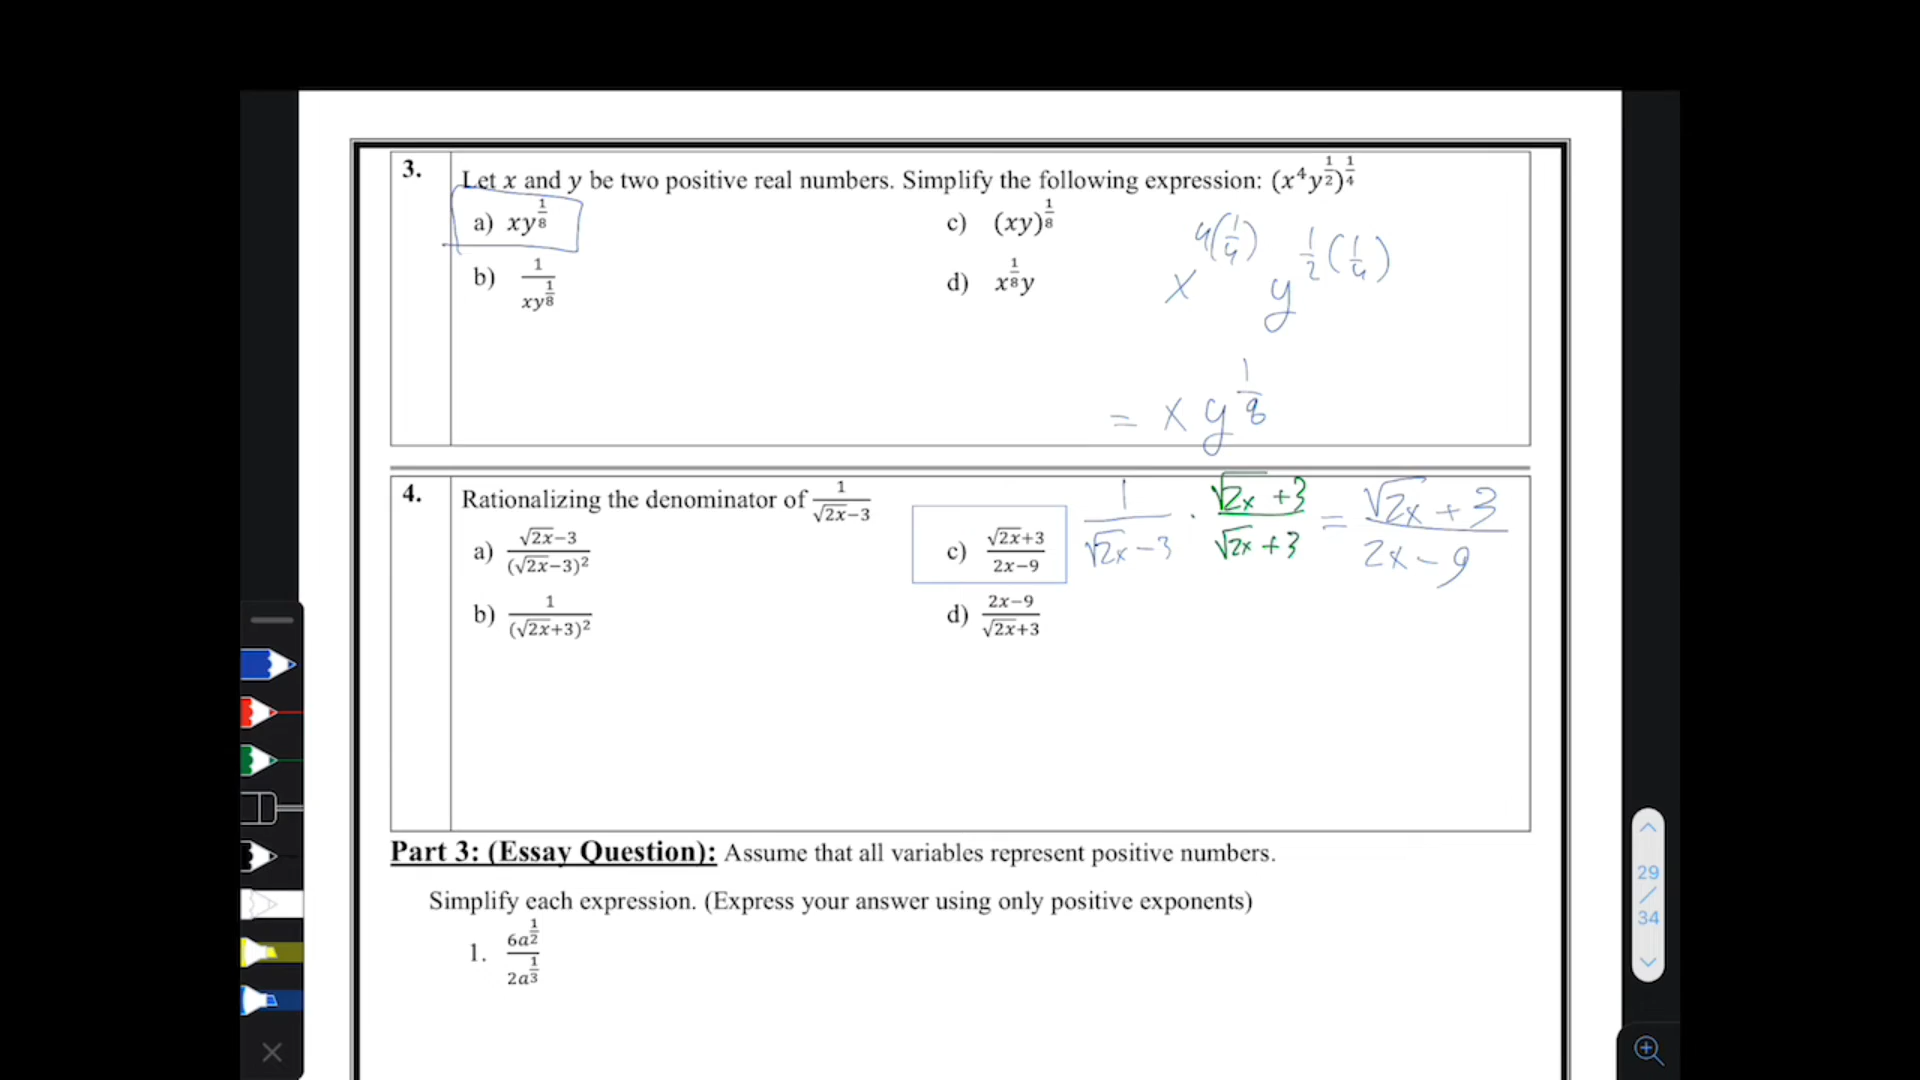 3. Let x and y be two positive real numbers. Simplify the following expression: (x⁴y^(1/2))^(1/4)
a) xy^(1/8)
c) (xy)^(1/8)
b) 1/(xy^(1/8))
d) x^(1/8)y
x^(4(1/4)) y^(1/2(1/4))
= x y^(1/8)
4. Rationalizing the denominator of 1/(√2x−3)
a) (√2x−3)/(√2x−3)²
c) (√2x+3)/(2x−9)
1/(√2x−3) · (√2x+3)/(√2x+3) = (√2x+3)/(2x−9)
b) 1/(√2x+3)²
d) (2x−9)/(√2x+3)
Part 3: (Essay Question): Assume that all variables represent positive numbers.
Simplify each expression. (Express your answer using only positive exponents)
1. 6a^(1/2)/2a^(1/3)
29
/
34